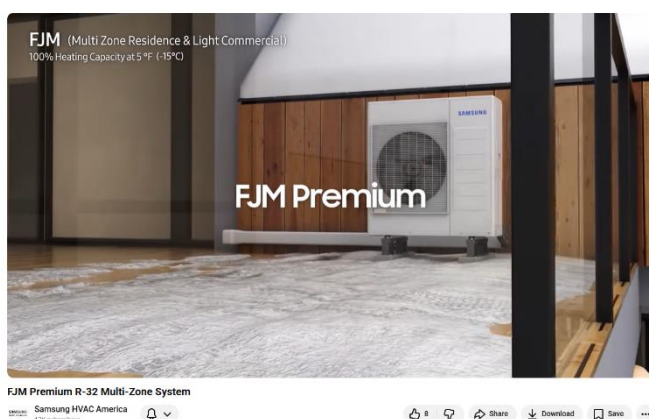 FJM (Multi Zone Residence & Light Commercial)
100% Heating Capacity at 5 °F (-15°C)
SAMSUNG
FJM Premium
FJM Premium R-32 Multi-Zone System
SAMSUNG
Samsung HVAC America
8
Share
Download
Save